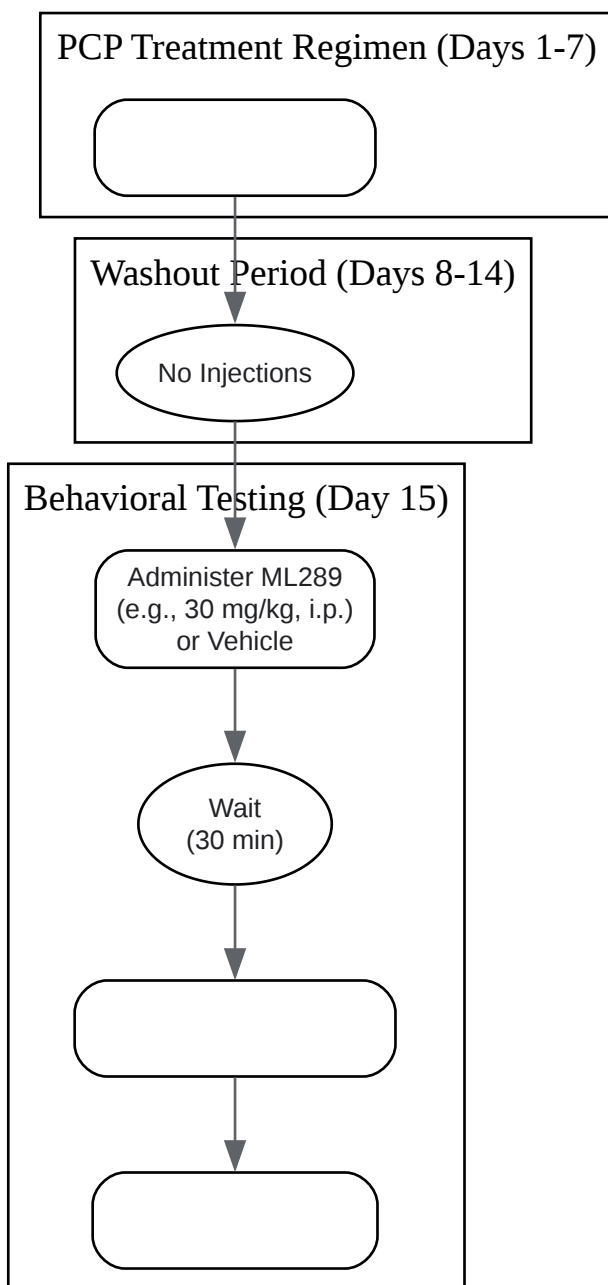 PCP Treatment Regimen (Days 1-7)
Washout Period (Days 8-14)
No Injections
Behavioral Testing (Day 15)
Administer ML289
(e.g., 30 mg/kg, i.p.)
or Vehicle
Wait
(30 min)